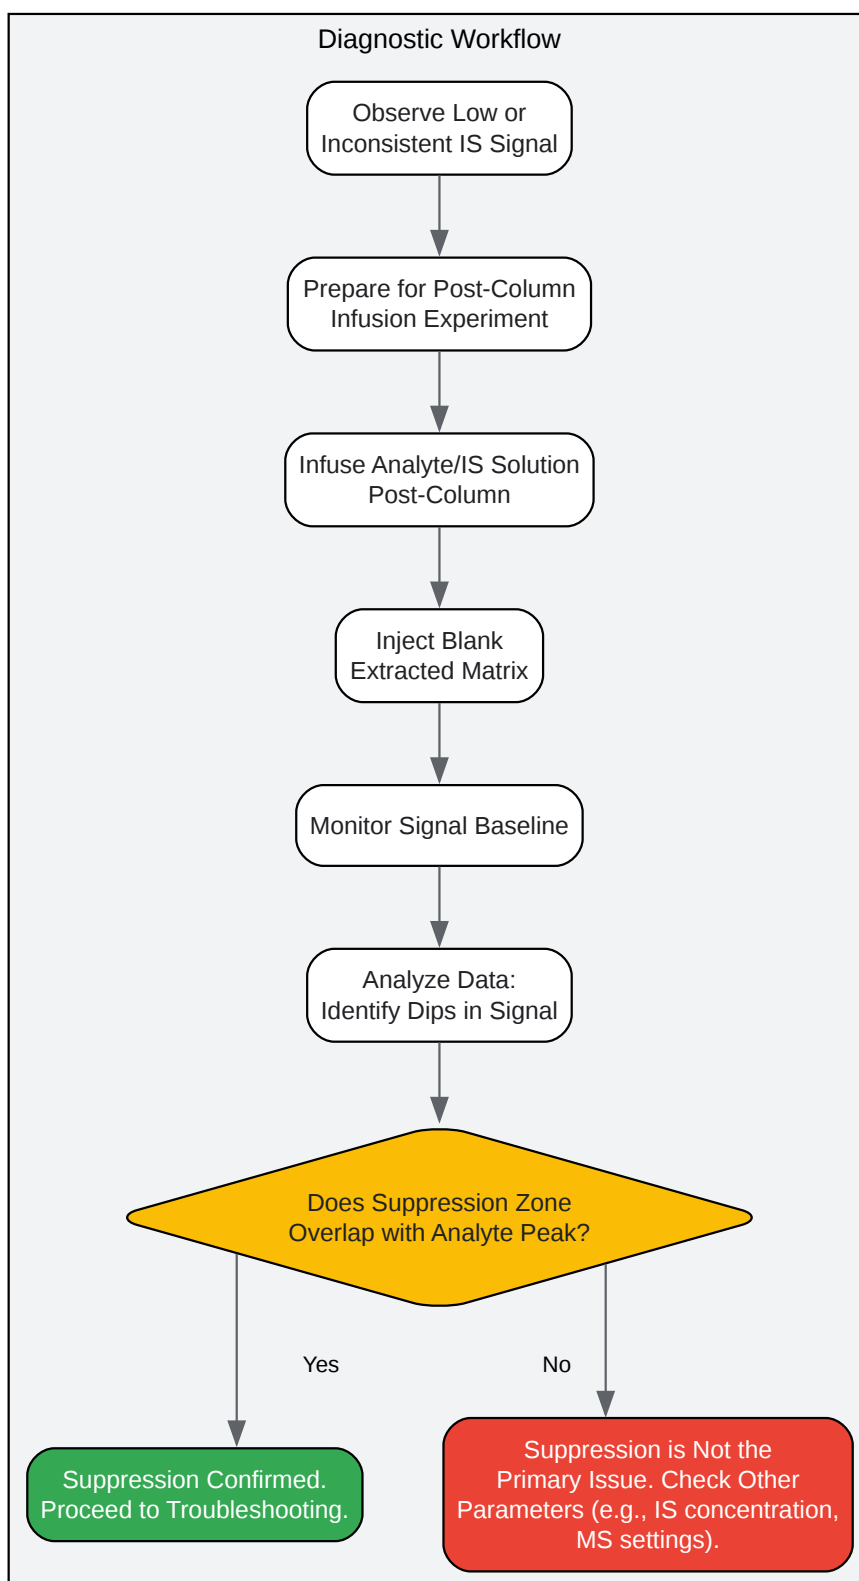 Diagnostic Workflow
Observe Low or
Inconsistent IS Signal
Prepare for Post-Column
Infusion Experiment
Infuse Analyte/IS Solution
Post-Column
Inject Blank
Extracted Matrix
Monitor Signal Baseline
Analyze Data:
Identify Dips in Signal
Does Suppression Zone
Overlap with Analyte Peak?
Yes
No
Suppression Confirmed.
Proceed to Troubleshooting.
Suppression is Not the
Primary Issue. Check Other
Parameters (e.g., IS concentration,
MS settings).